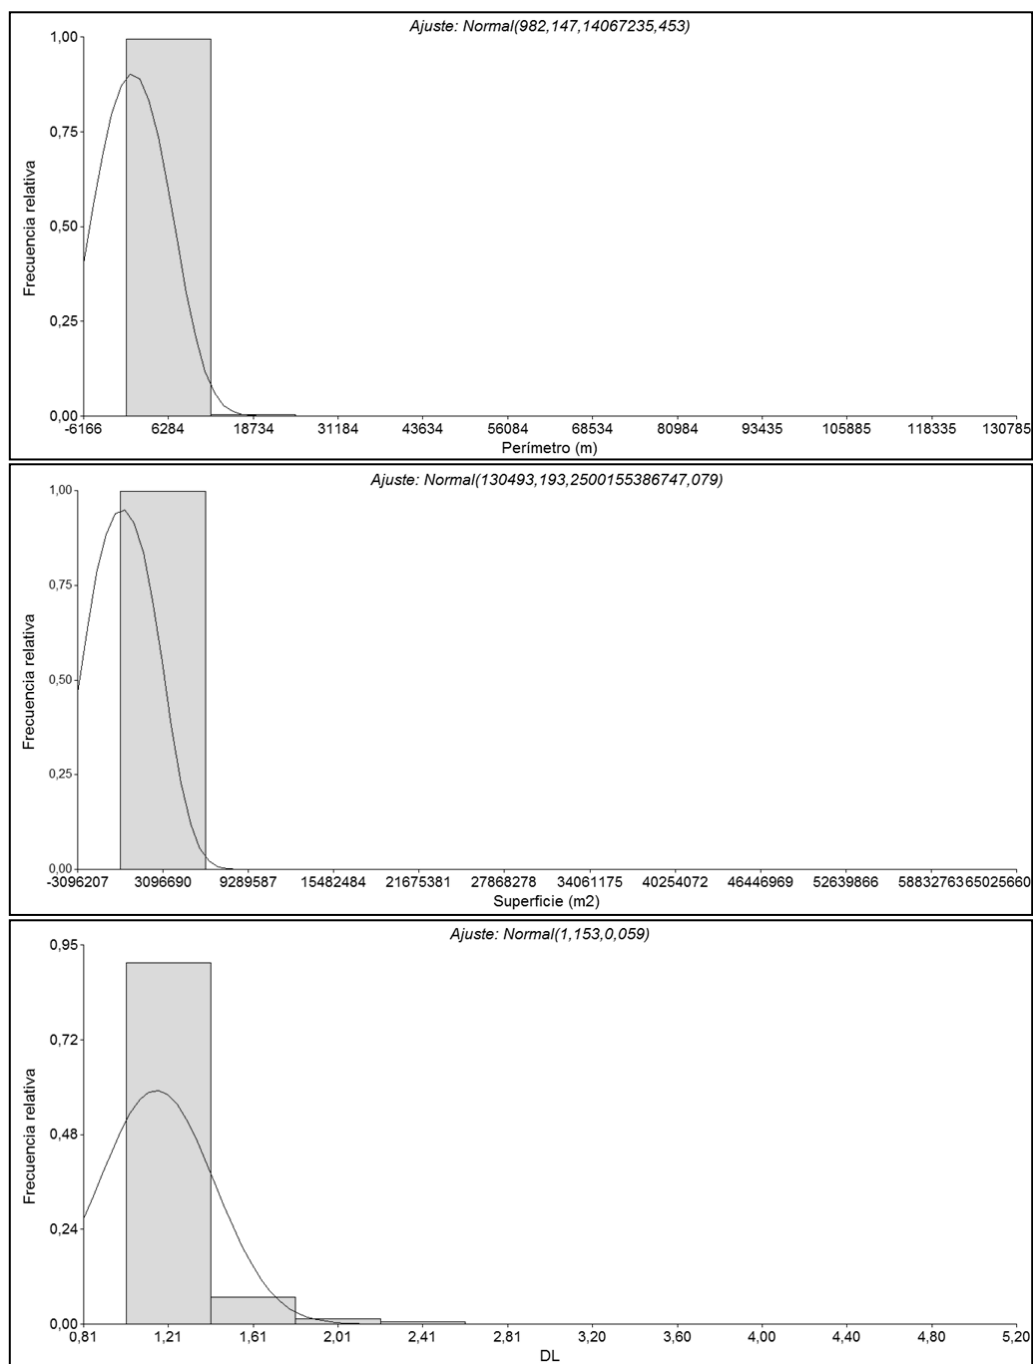 Ajuste: Normal(982,147,14067235,453)
1,00
0,75
0,50
0,25
0,00
Frecuencia relativa
-6166 6284 18734 31184 43634 56084 68534 80984 93435 105885 118335 130785
Perímetro (m)
Ajuste: Normal(130493,193,2500155386747,079)
1,00
0,75
0,50
0,25
0,00
Frecuencia relativa
-3096207 3096690 9289587 15482484 21675381 27868278 34061175 40254072 46446969 52639866 58832763 65025660
Superficie (m2)
Ajuste: Normal(1,153,0,059)
0,95
0,72
0,48
0,24
0,00
Frecuencia relativa
0,81 1,21 1,61 2,01 2,41 2,81 3,20 3,60 4,00 4,40 4,80 5,20
DL